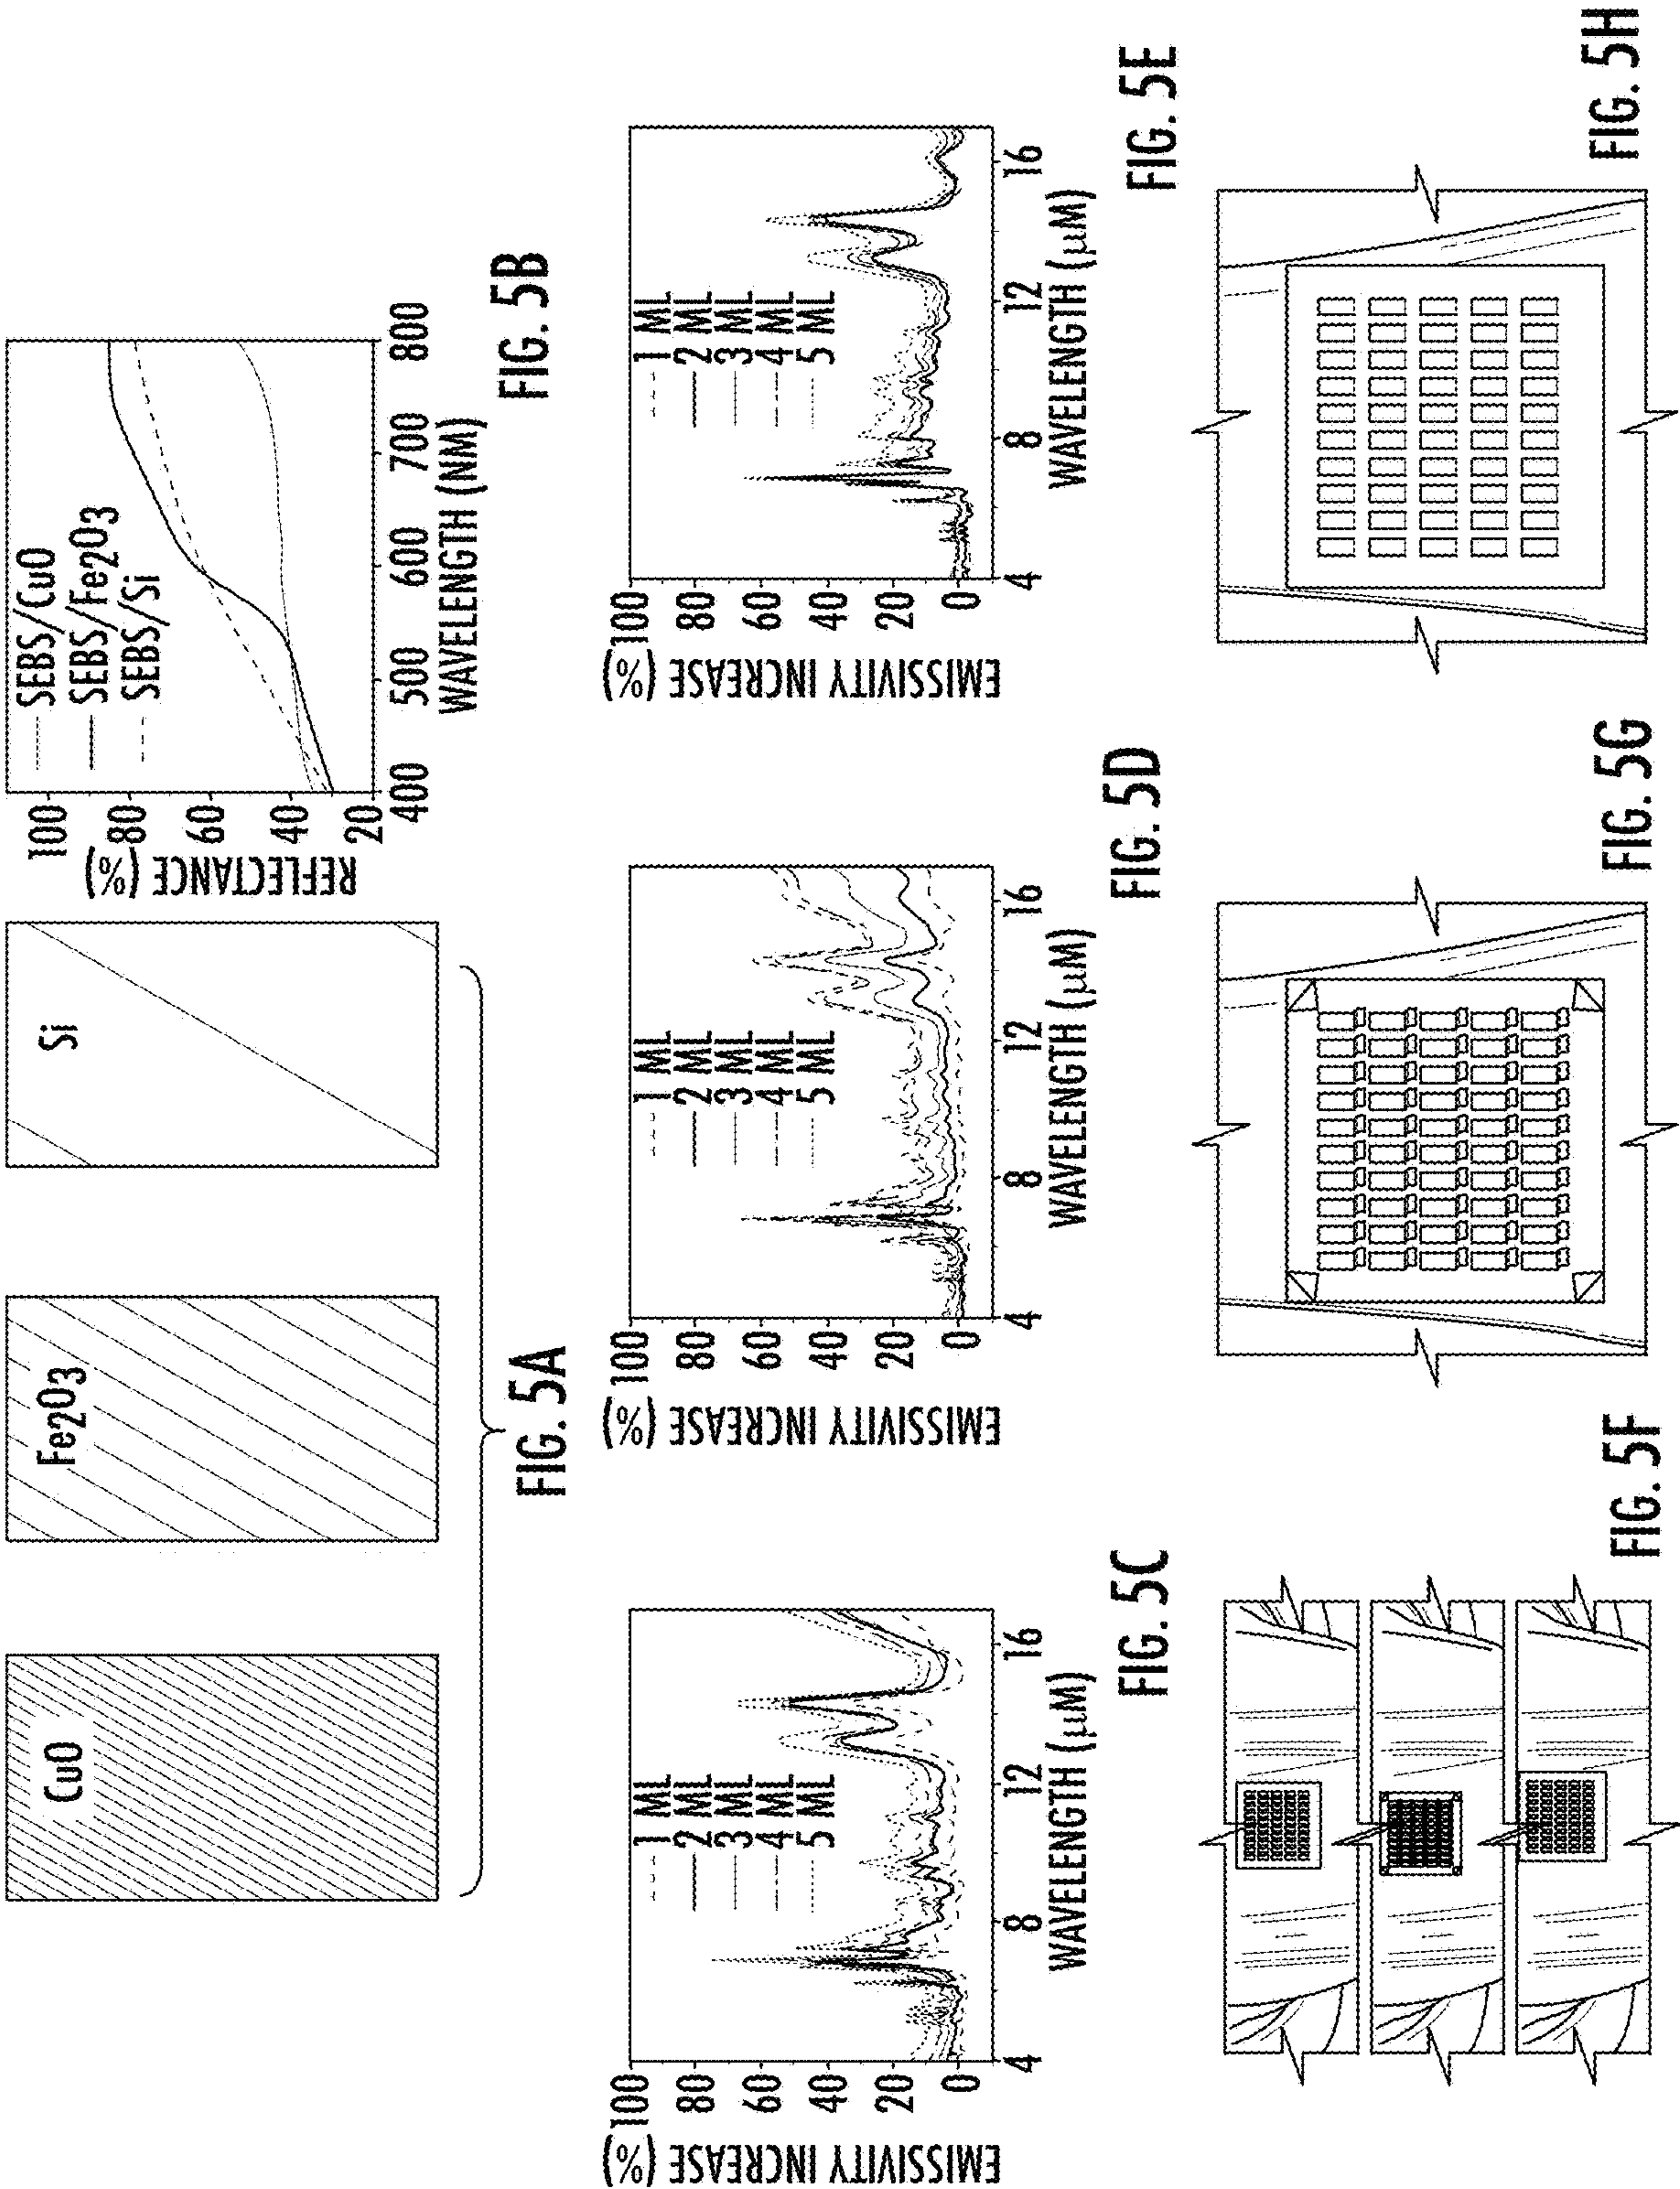 CuO
Fe2O3
Si
FIG. 5A
SEBS/CuO
SEBS/Fe2O3
SEBS/Si
REFLECTANCE (%)
100
80
60
40
20
400 500 600 700 800
WAVELENGTH (NM)
FIG. 5B
EMISSIVITY INCREASE (%)
100
80
60
40
20
0
1 ML
2 ML
3 ML
4 ML
5 ML
4 8 12 16
WAVELENGTH (µM)
FIG. 5C
EMISSIVITY INCREASE (%)
100
80
60
40
20
0
1 ML
2 ML
3 ML
4 ML
5 ML
4 8 12 16
WAVELENGTH (µM)
FIG. 5D
EMISSIVITY INCREASE (%)
100
80
60
40
20
0
1 ML
2 ML
3 ML
4 ML
5 ML
4 8 12 16
WAVELENGTH (µM)
FIG. 5E
FIG. 5F
FIG. 5G
FIG. 5H